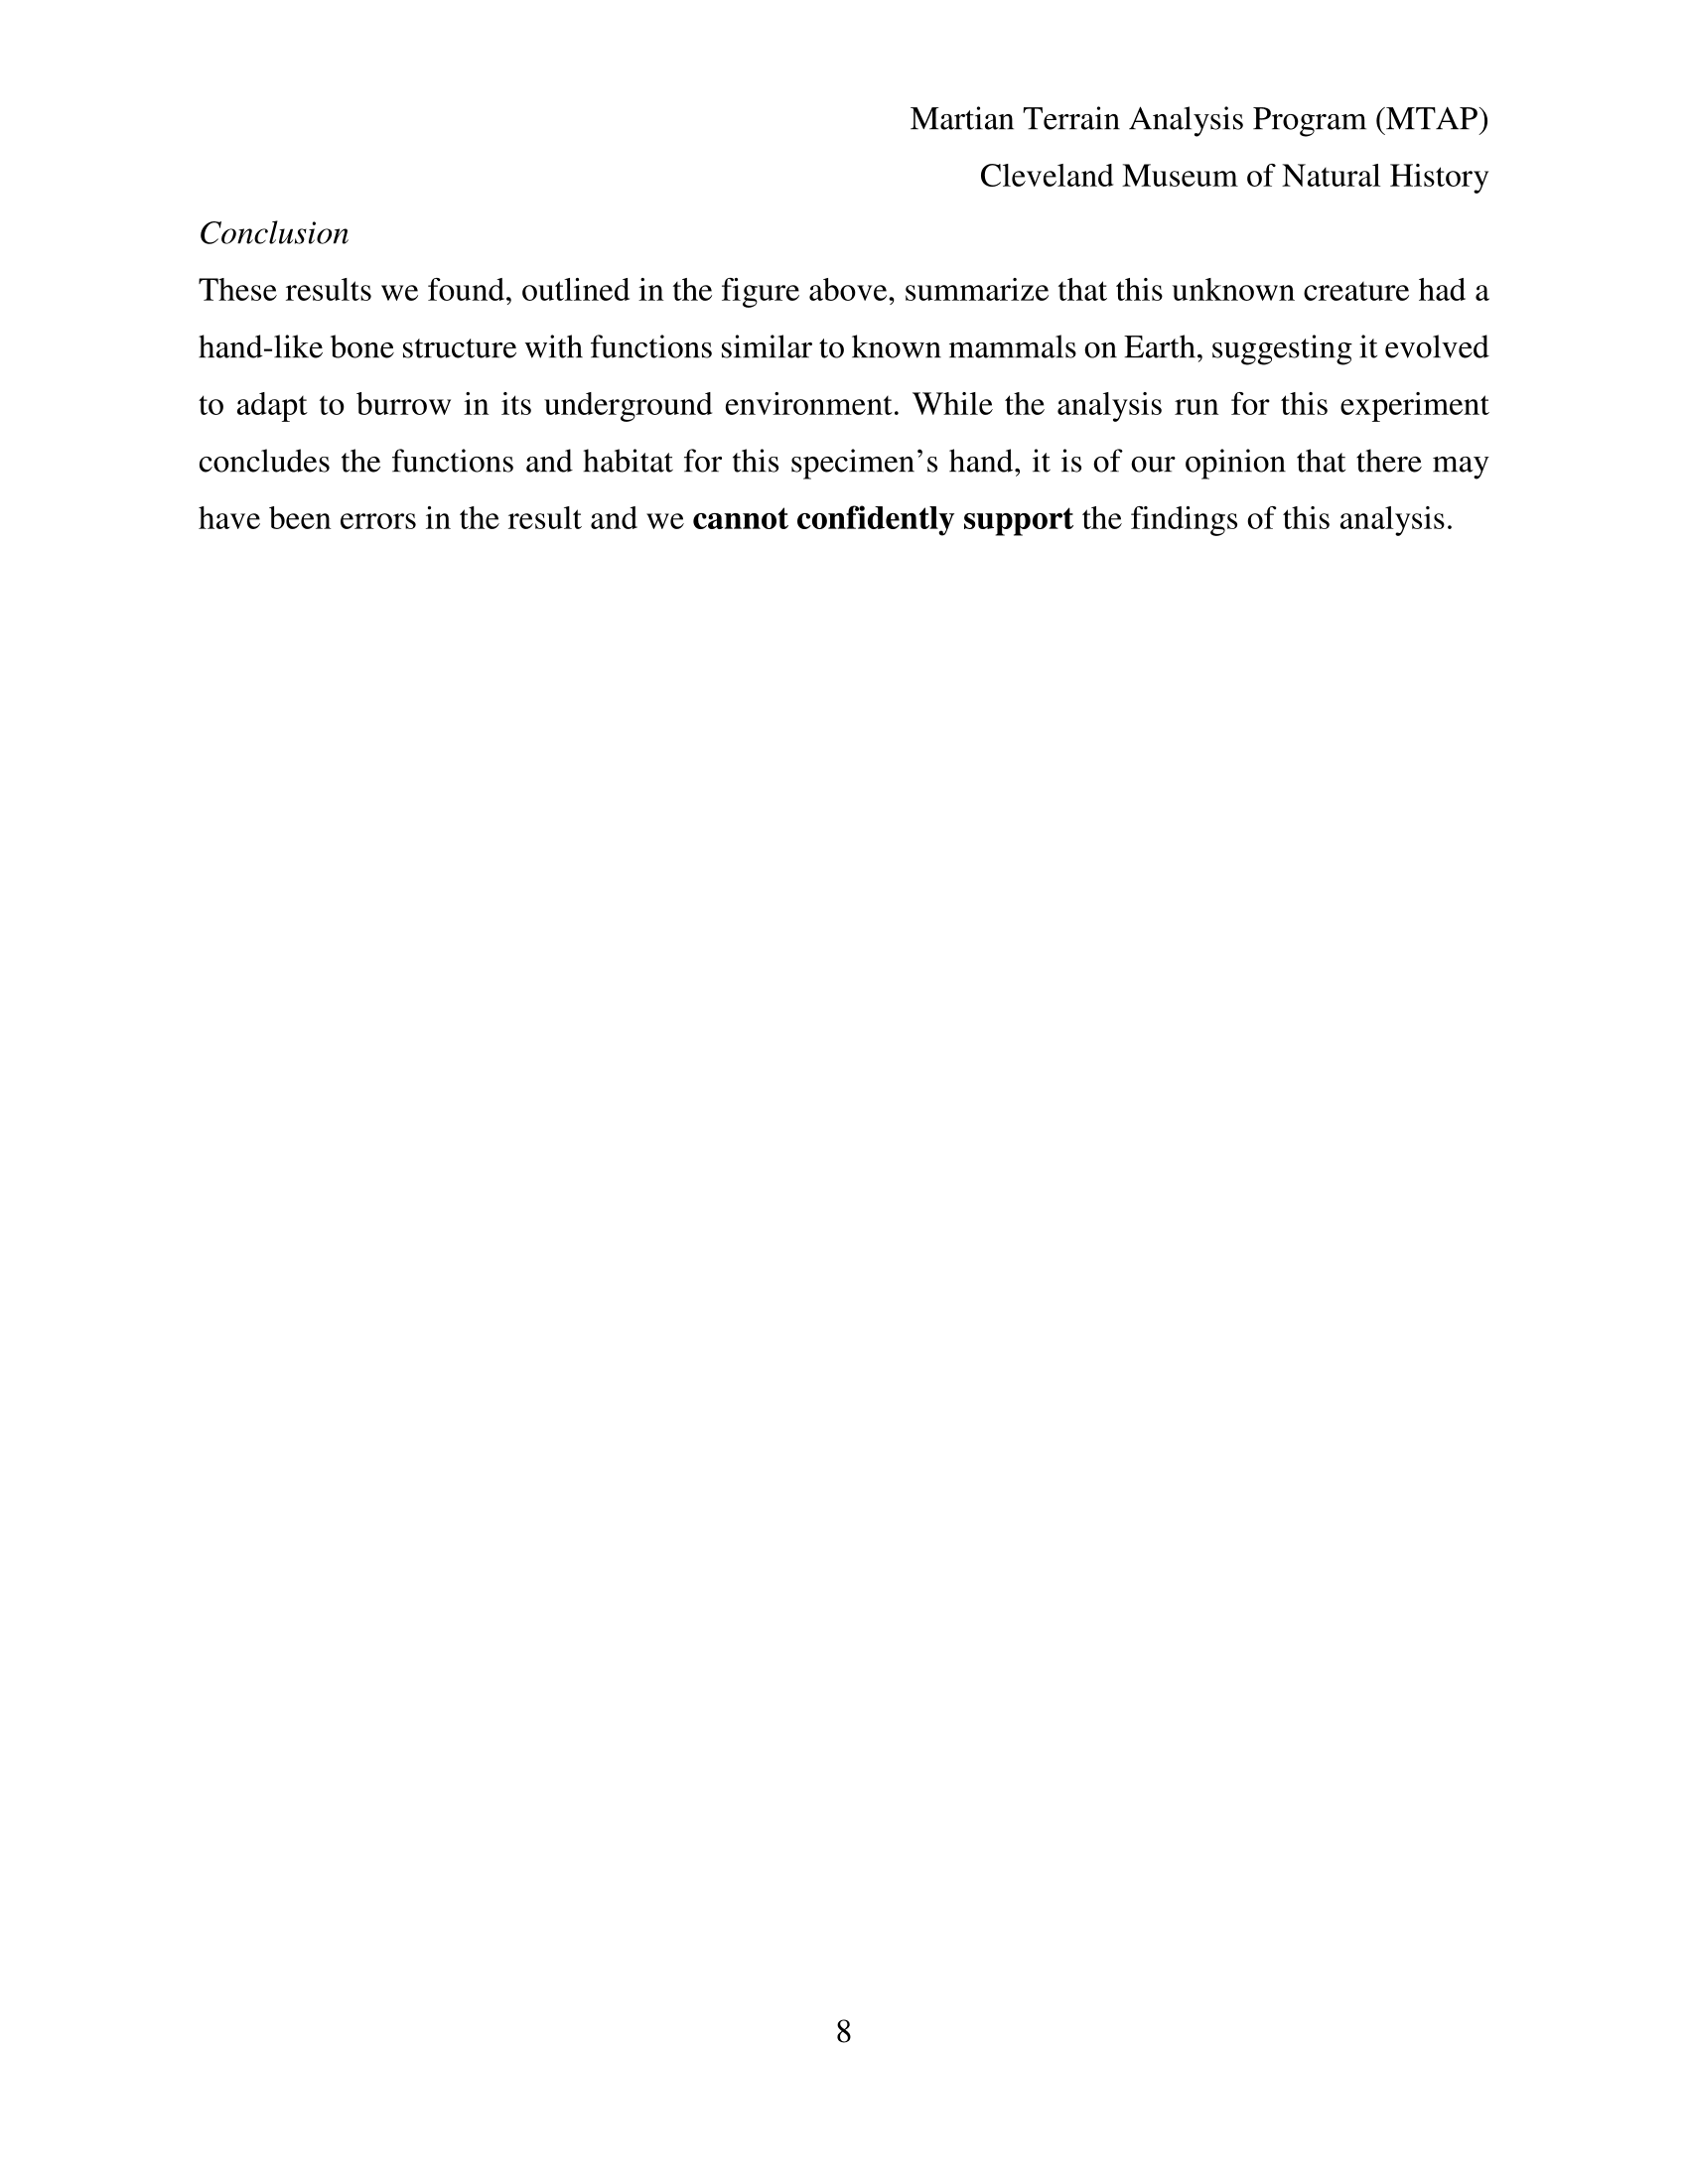 Martian Terrain Analysis Program (MTAP)
Cleveland Museum of Natural History
Conclusion
These results we found, outlined in the figure above, summarize that this unknown creature had a
hand-like bone structure with functions similar to known mammals on Earth, suggesting it evolved
to adapt to burrow in its underground environment. While the analysis run for this experiment
concludes the functions and habitat for this specimen’s hand, it is of our opinion that there may
have been errors in the result and we cannot confidently support the findings of this analysis.
8